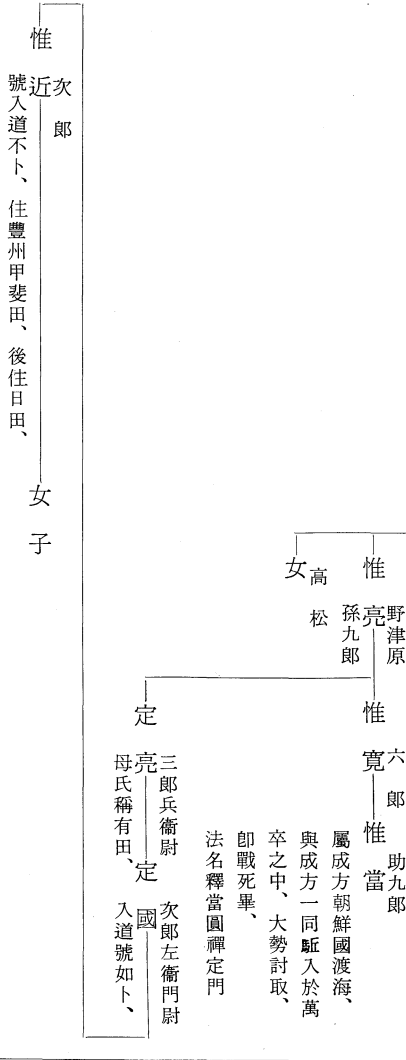 野津原
惟亮
孫九郎
高松
女
六郎
惟寛
助九郎
惟當
屬成方朝鮮國渡海、
與成方一同駈入於萬
卒之中、大勢討取、
卽戰死畢、
法名釋當圓禪定門
三郎兵衞尉
定亮
母氏稱有田、
次郎左衞門尉
定國
入道號如卜、
次郎
惟近
號入道不卜、住豐州甲斐田、後住日田、
女子